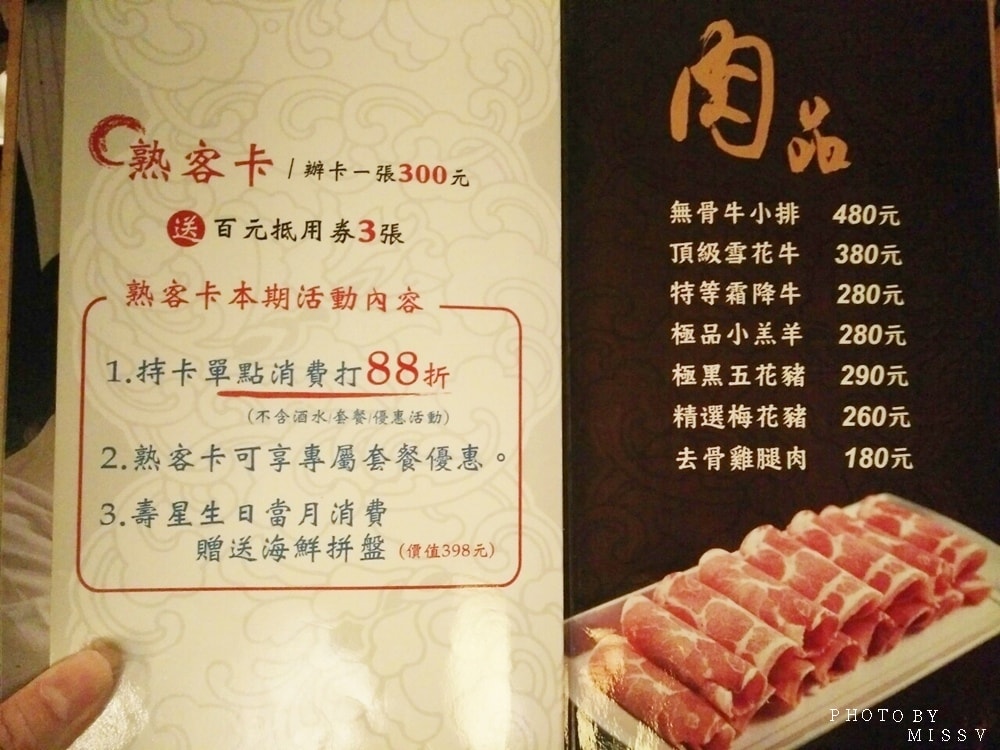 熟客卡 / 辦卡一張300元
送 百元抵用券3張
熟客卡本期活動內容
1.持卡單點消費打88折
(不含酒水/套餐/優惠活動)
2.熟客卡可享專屬套餐優惠。
3.壽星生日當月消費
贈送海鮮拼盤 (價值398元)
肉品
無骨牛小排 480元
頂級雪花牛 380元
特等霜降牛 280元
極品小羔羊 280元
極黑五花豬 290元
精選梅花豬 260元
去骨雞腿肉 180元
PHOTO BY
MISSV